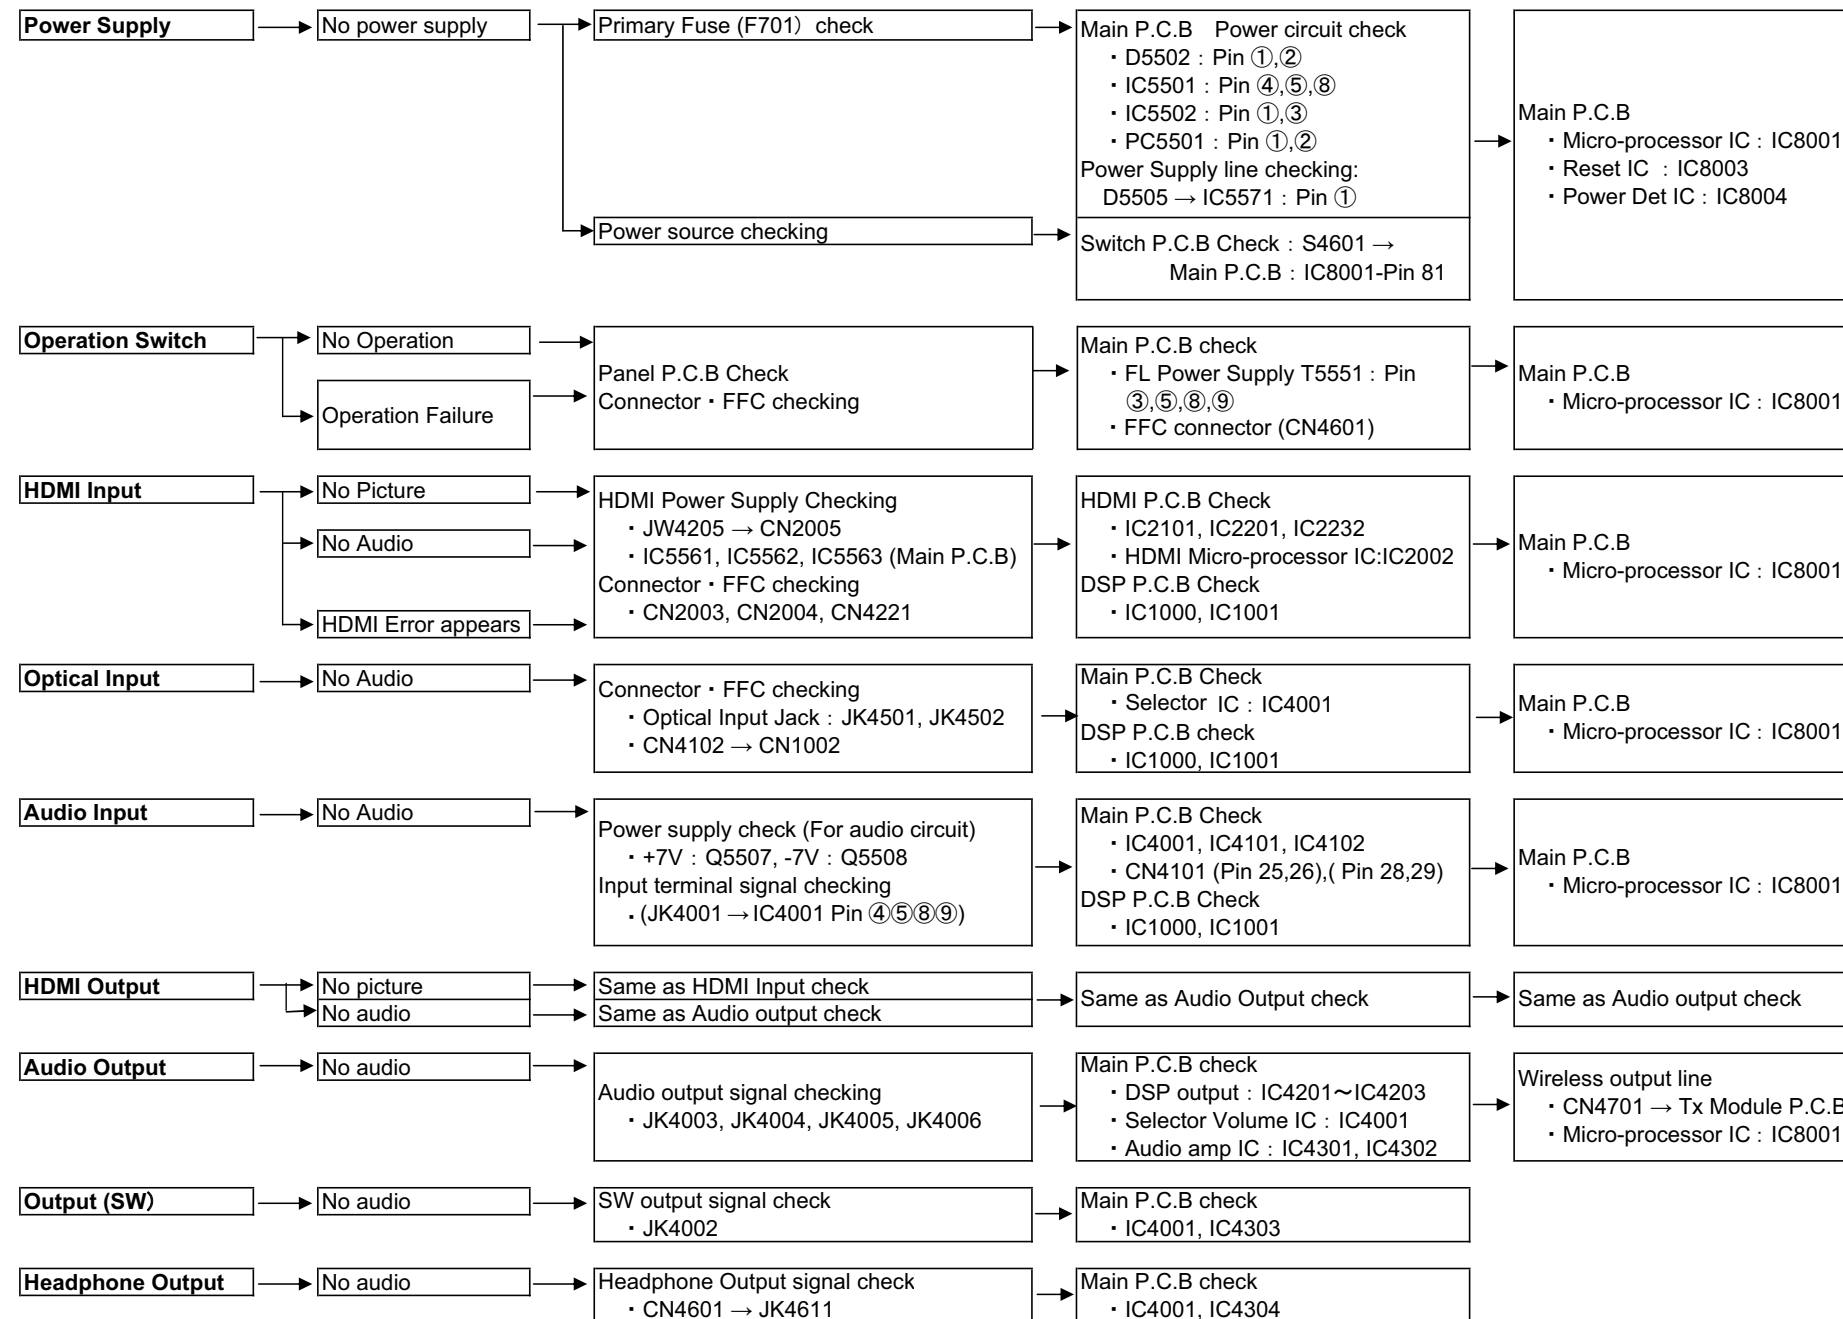 Power Supply
No power supply
Primary Fuse (F701）check
Main P.C.B Power circuit check
・D5502：Pin ①,②
・IC5501：Pin ④,⑤,⑧
・IC5502：Pin ①,③
・PC5501：Pin ①,②
Power Supply line checking:
D5505 → IC5571：Pin ①
Power source checking
Switch P.C.B Check：S4601 →
Main P.C.B：IC8001-Pin 81
Main P.C.B
・Micro-processor IC：IC8001
・Reset IC ：IC8003
・Power Det IC：IC8004
Operation Switch
No Operation
Operation Failure
Panel P.C.B Check
Connector・FFC checking
Main P.C.B check
・FL Power Supply T5551：Pin
③,⑤,⑧,⑨
・FFC connector (CN4601)
Main P.C.B
・Micro-processor IC：IC8001
HDMI Input
No Picture
No Audio
HDMI Error appears
HDMI Power Supply Checking
・JW4205 → CN2005
・IC5561, IC5562, IC5563 (Main P.C.B)
Connector・FFC checking
・CN2003, CN2004, CN4221
HDMI P.C.B Check
・IC2101, IC2201, IC2232
・HDMI Micro-processor IC:IC2002
DSP P.C.B Check
・IC1000, IC1001
Main P.C.B
・Micro-processor IC：IC8001
Optical Input
No Audio
Connector・FFC checking
・Optical Input Jack：JK4501, JK4502
・CN4102 → CN1002
Main P.C.B Check
・Selector IC：IC4001
DSP P.C.B check
・IC1000, IC1001
Main P.C.B
・Micro-processor IC：IC8001
Audio Input
No Audio
Power supply check (For audio circuit)
・+7V：Q5507, -7V：Q5508
Input terminal signal checking
・(JK4001 → IC4001 Pin ④⑤⑧⑨)
Main P.C.B Check
・IC4001, IC4101, IC4102
・CN4101 (Pin 25,26),( Pin 28,29)
DSP P.C.B Check
・IC1000, IC1001
Main P.C.B
・Micro-processor IC：IC8001
HDMI Output
No picture
No audio
Same as HDMI Input check
Same as Audio output check
Same as Audio Output check
Same as Audio output check
Audio Output
No audio
Audio output signal checking
・JK4003, JK4004, JK4005, JK4006
Main P.C.B check
・DSP output：IC4201～IC4203
・Selector Volume IC：IC4001
・Audio amp IC：IC4301, IC4302
Wireless output line
・CN4701 → Tx Module P.C.B
・Micro-processor IC：IC8001
Output (SW）
No audio
SW output signal check
・JK4002
Main P.C.B check
・IC4001, IC4303
Headphone Output
No audio
Headphone Output signal check
・CN4601 → JK4611
Main P.C.B check
・IC4001, IC4304